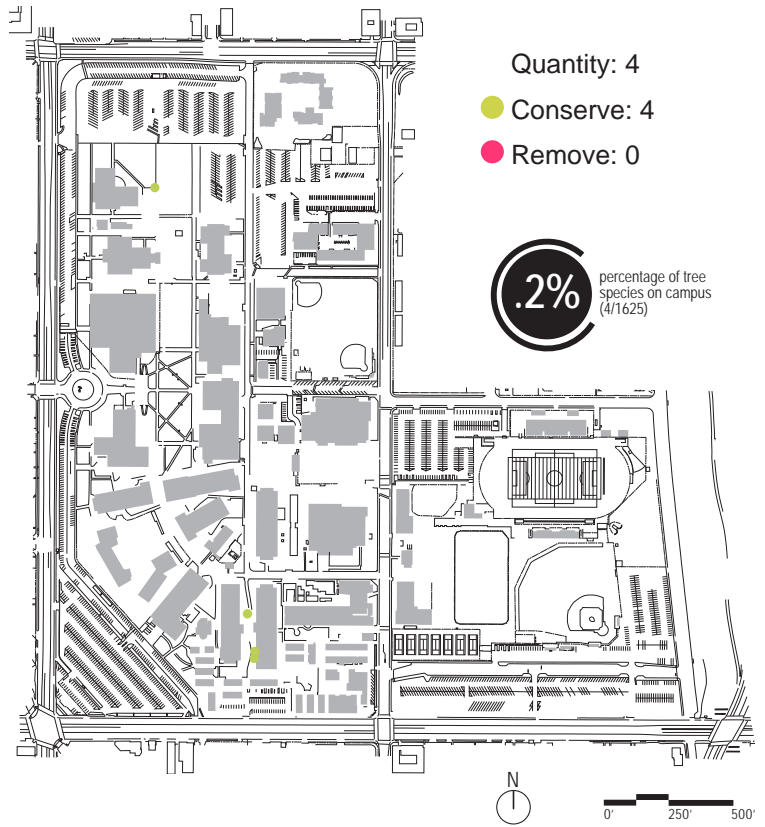 Quantity: 4
Conserve: 4
Remove: 0
.2%
percentage of tree
species on campus
(4/1625)
N
0' 250' 500'